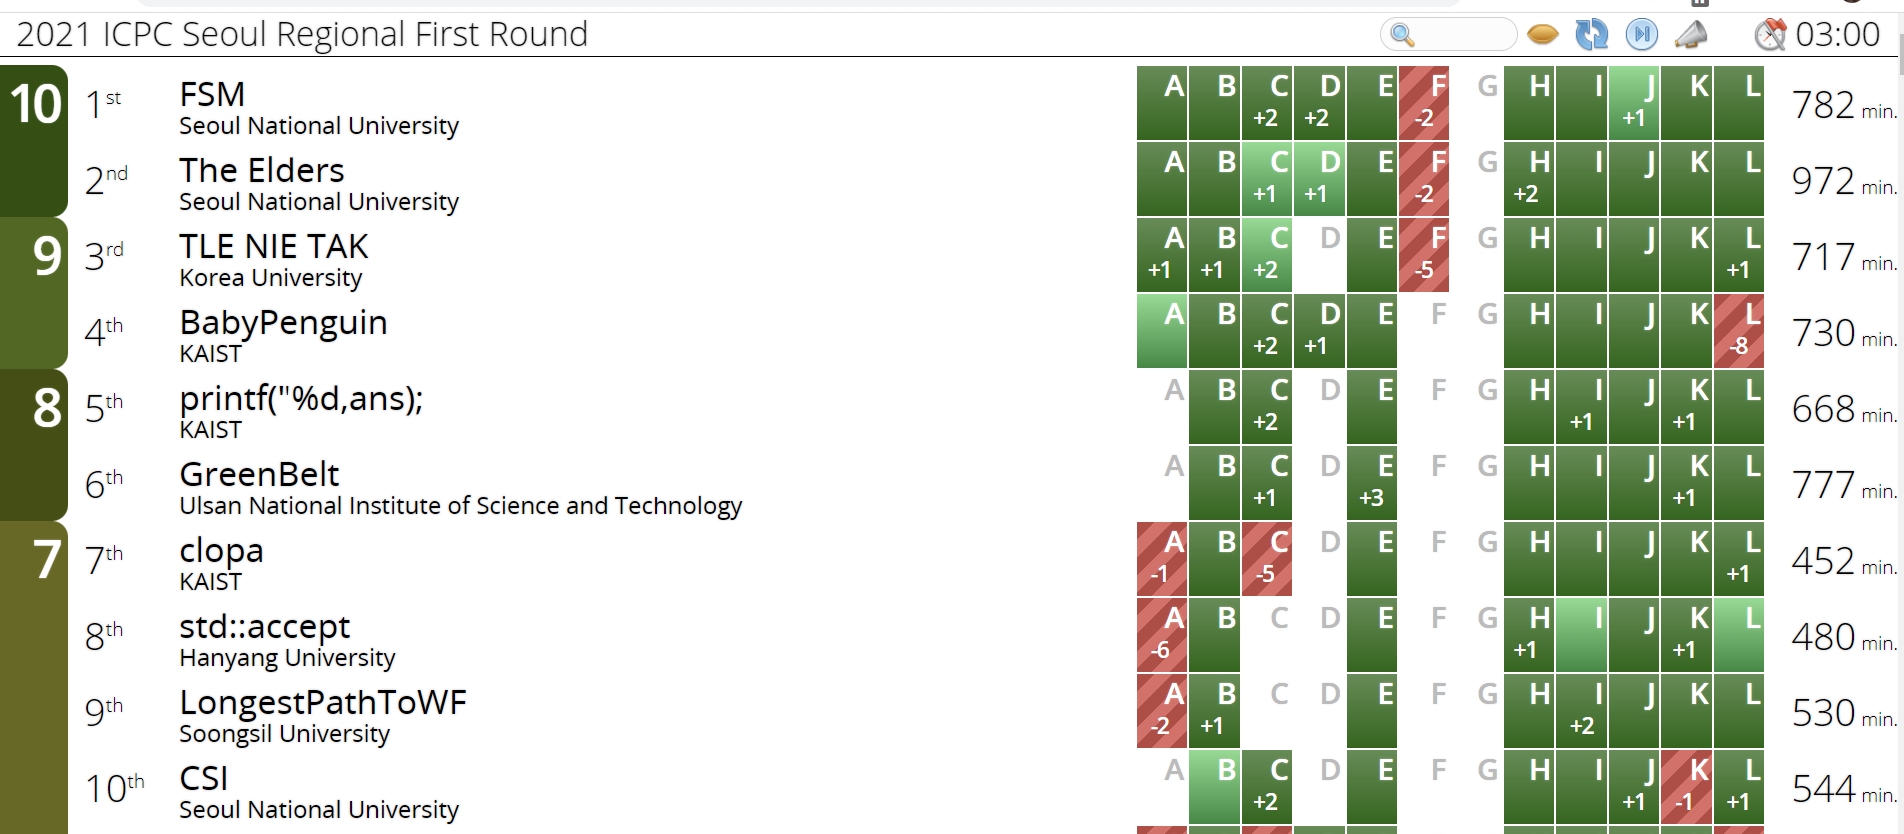 2021 ICPC Seoul Regional First Round 03:00
10 1st FSM A B C D E F G H I J K L 782 min.
Seoul National University +2 +2 -2 +1
2nd The Elders A B C D E F G H I J K L 972 min.
Seoul National University +1 +1 -2 +2
9 3rd TLE NIE TAK A B C D E F G H I J K L 717 min.
Korea University +1 +1 +2 -5 +1
4th BabyPenguin A B C D E F G H I J K L 730 min.
KAIST +2 +1 -8
8 5th printf("%d,ans); A B C D E F G H I J K L 668 min.
KAIST +2 +1 +1
6th GreenBelt A B C D E F G H I J K L 777 min.
Ulsan National Institute of Science and Technology +1 +3 +1
7 7th clopa A B C D E F G H I J K L 452 min.
KAIST -1 -5 +1
8th std::accept A B C D E F G H I J K L 480 min.
Hanyang University -6 +1 +1
9th LongestPathToWF A B C D E F G H I J K L 530 min.
Soongsil University -2 +1 +2
10th CSI A B C D E F G H I J K L 544 min.
Seoul National University +2 +1 -1 +1